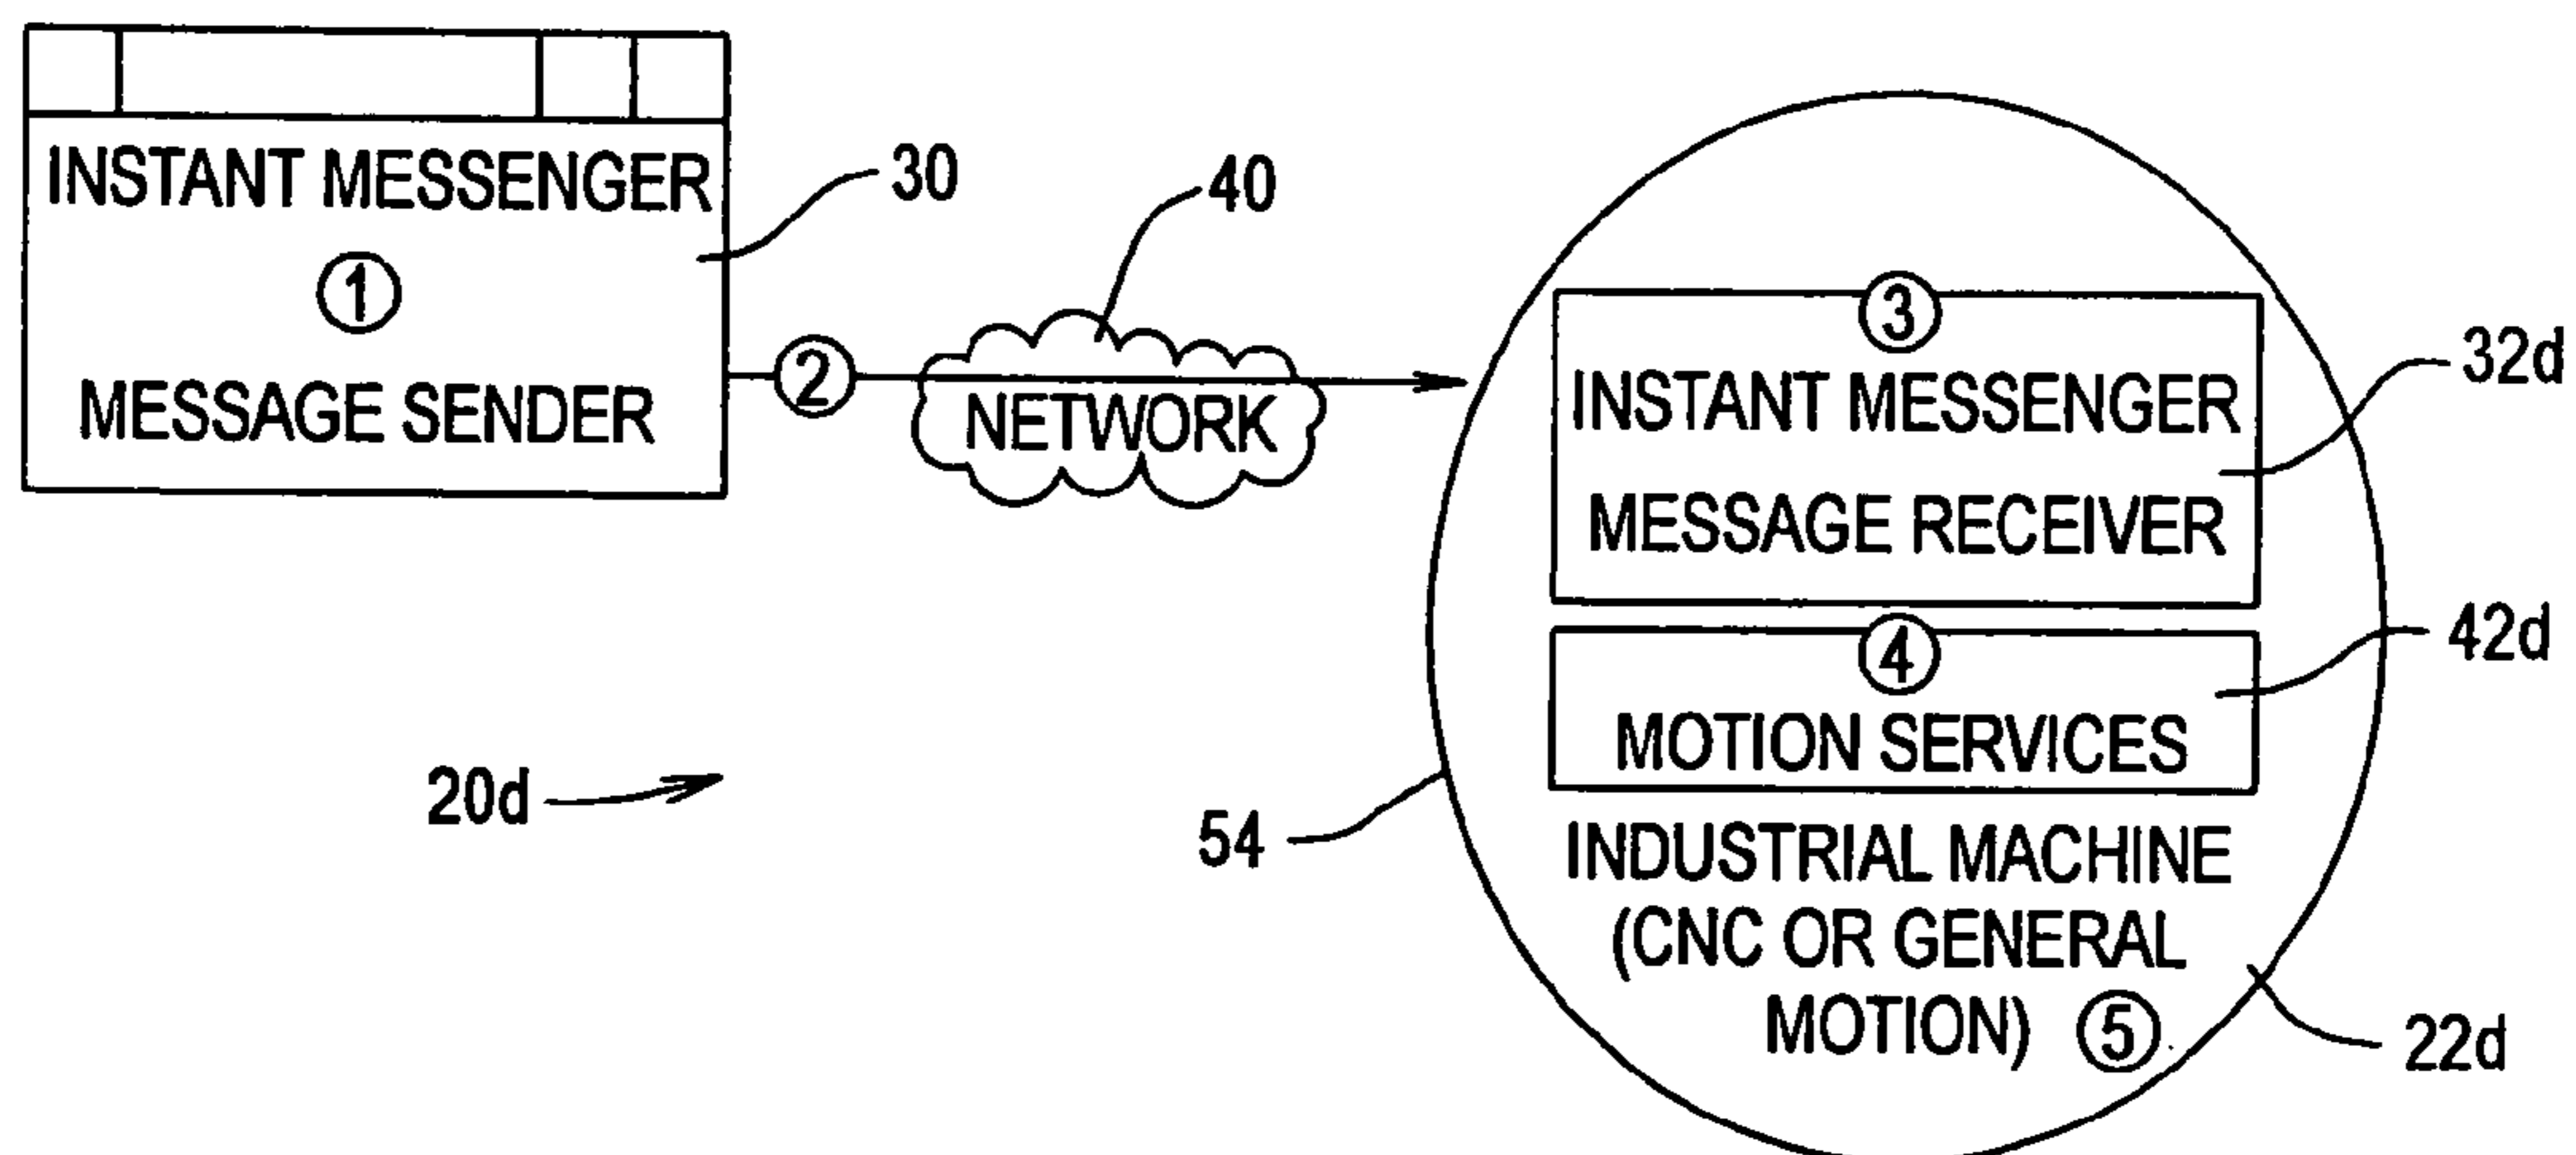 INSTANT MESSENGER
①
MESSAGE SENDER
30
②
40
NETWORK
③
INSTANT MESSENGER
MESSAGE RECEIVER
32d
④
MOTION SERVICES
42d
INDUSTRIAL MACHINE
(CNC OR GENERAL
MOTION) ⑤
54
22d
20d